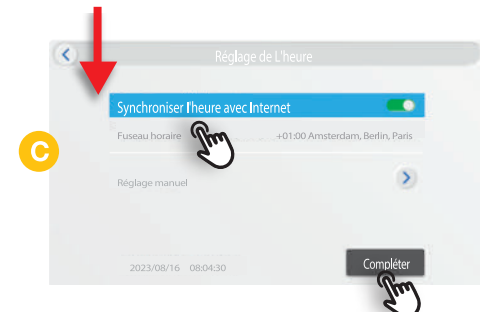 Réglage de L'heure
Synchroniser l'heure avec Internet
Fuseau horaire +01:00 Amsterdam, Berlin, Paris
C
Réglage manuel
2023/08/16 08:04:30
Compléter